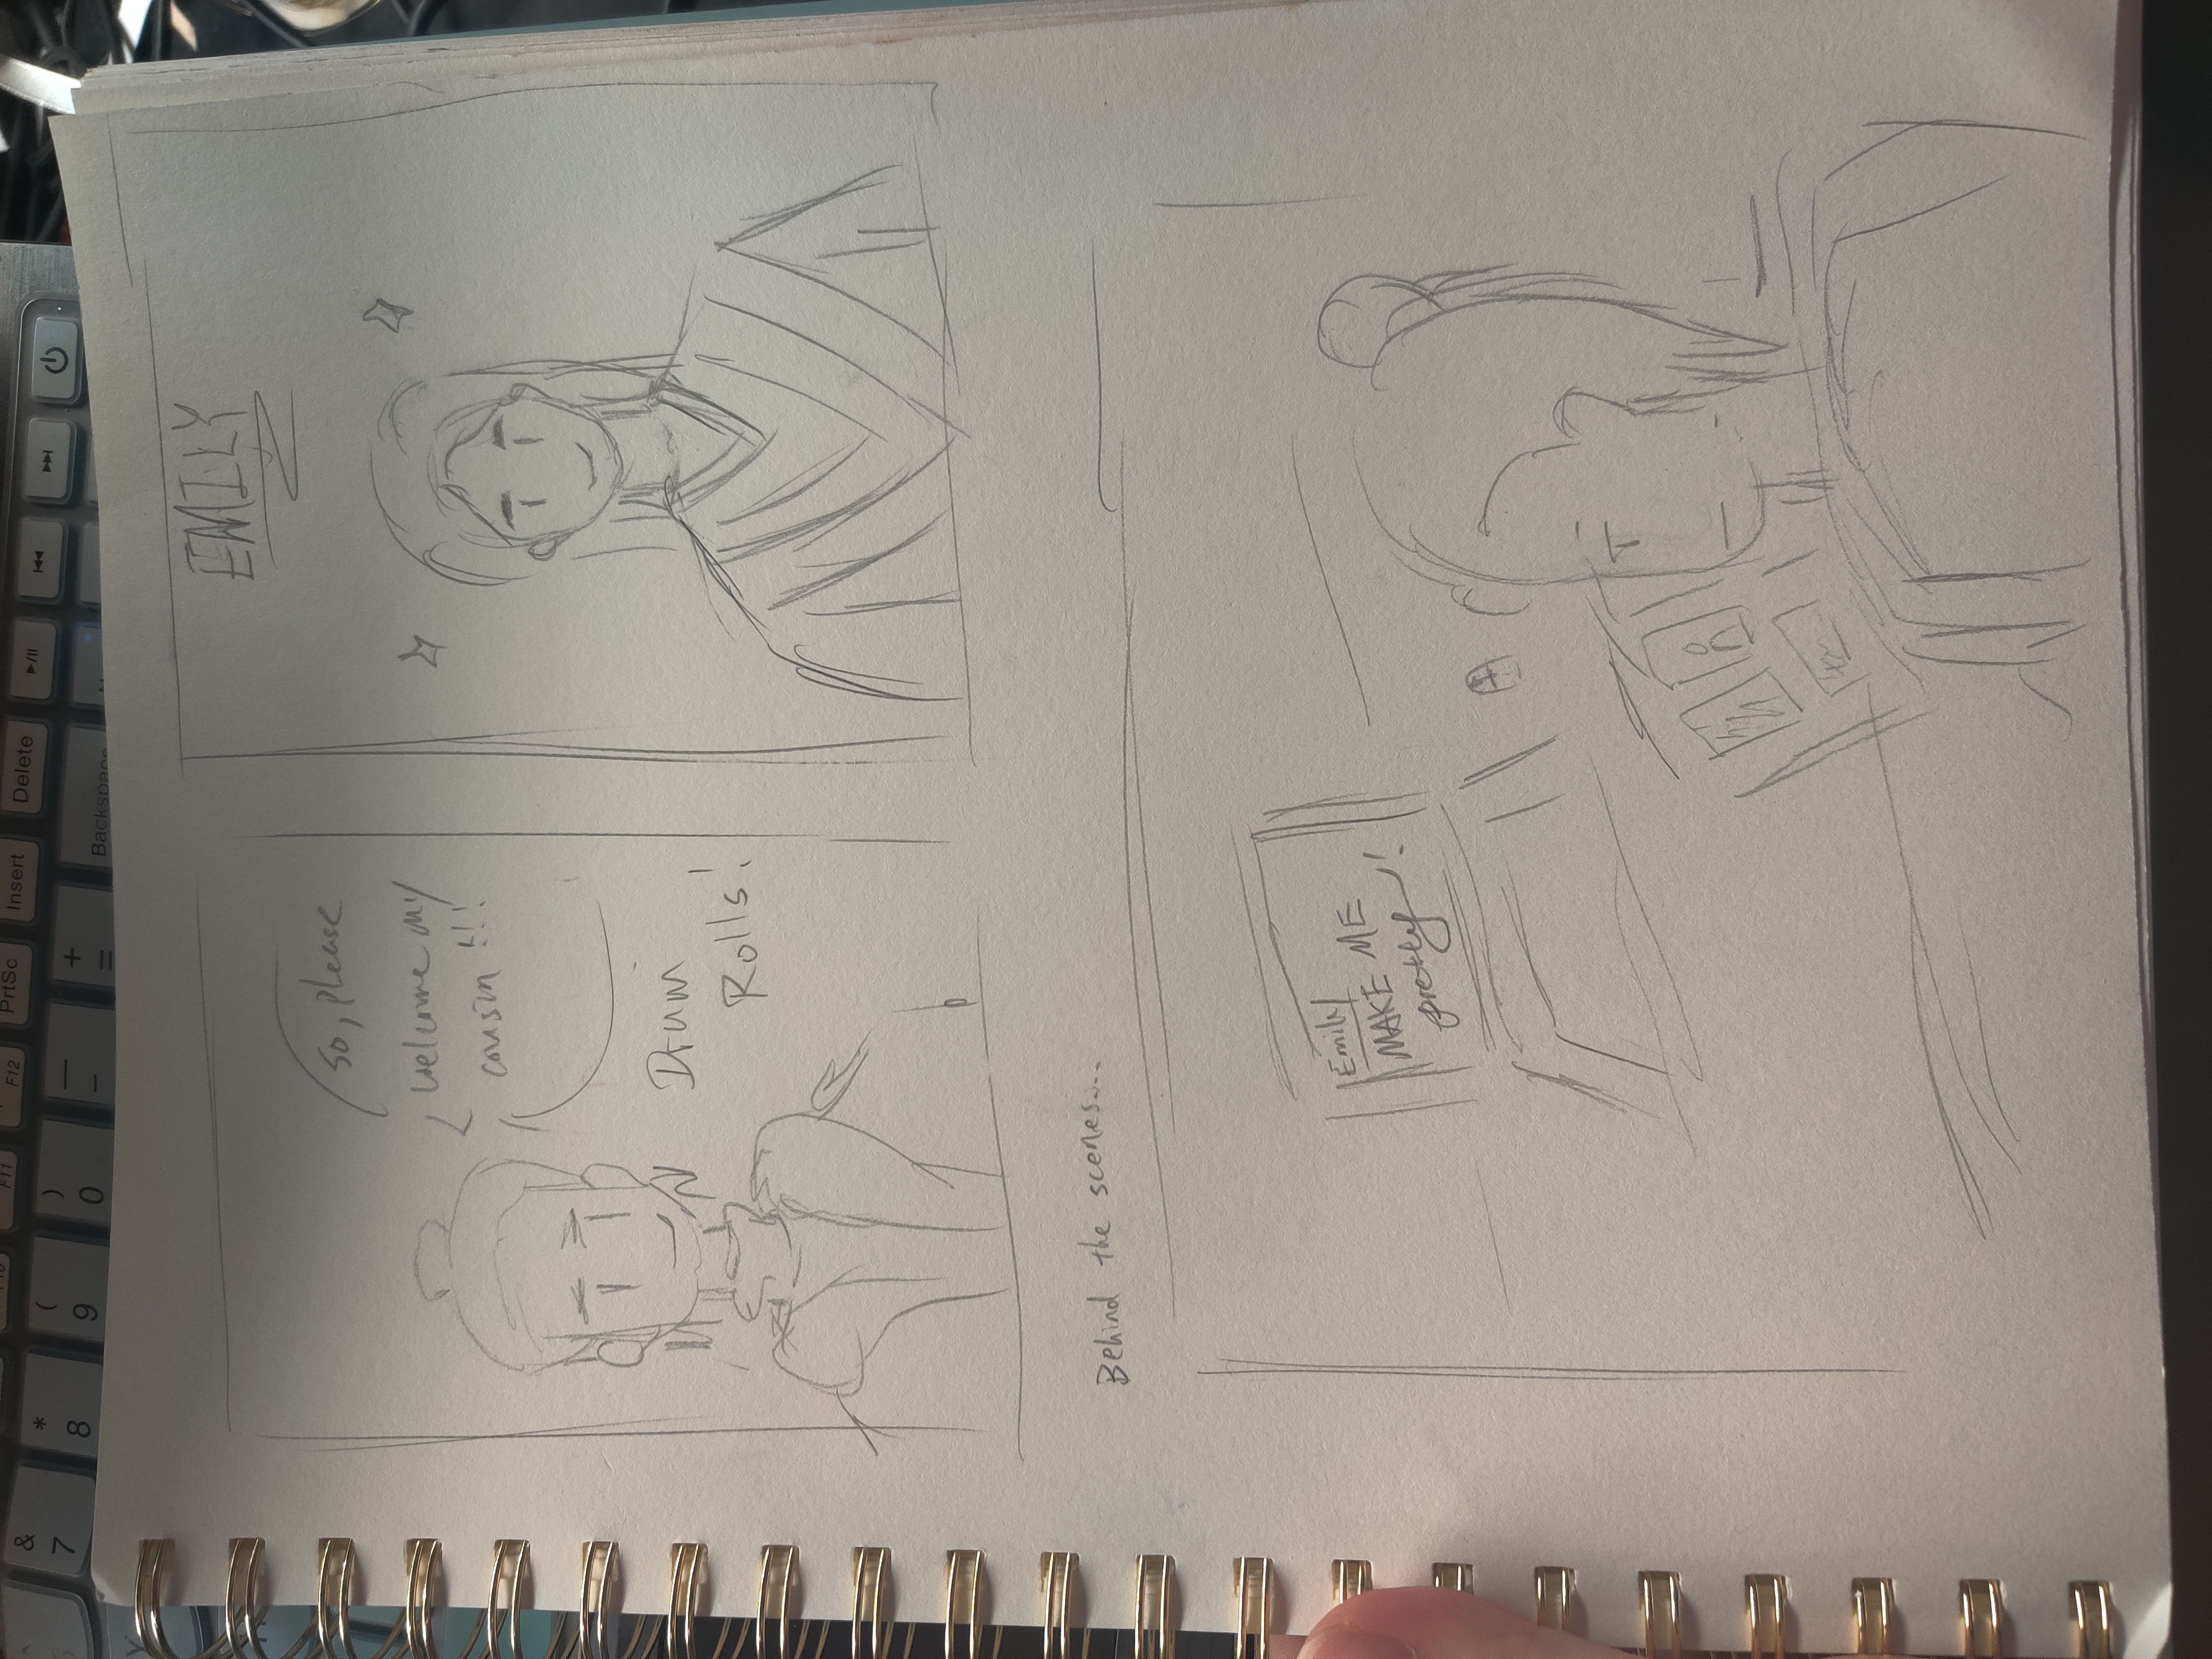 F11
F12
PrtSc
Insert
Delete
&
7
*
8
(
9
)
0
—
-
+
=
Backspace
So, please
welcome my
cousin!!!
Drum
Rolls!
EMILY
Behind the scenes....
Emily
MAKE ME
pretty!